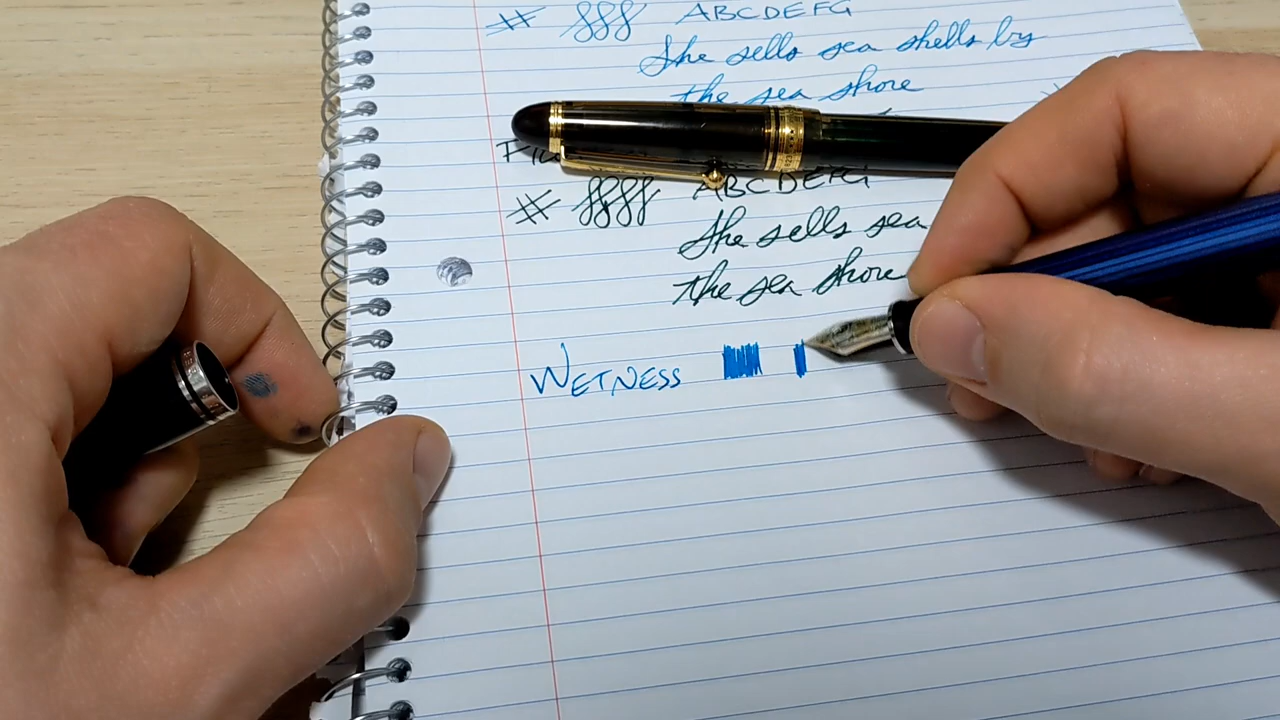 # ABCDEFG
She sells sea shells by
the sea shore
# ABCDEFG
She sells sea
the sea shore
WETNESS